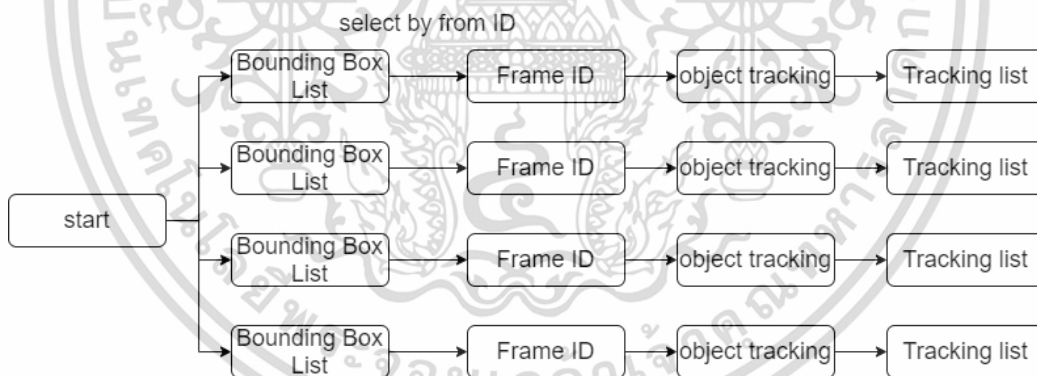 select by from ID
Bounding Box
List
Frame ID
object tracking
Tracking list
Bounding Box
List
Frame ID
object tracking
Tracking list
start
Bounding Box
List
Frame ID
object tracking
Tracking list
Bounding Box
List
Frame ID
object tracking
Tracking list